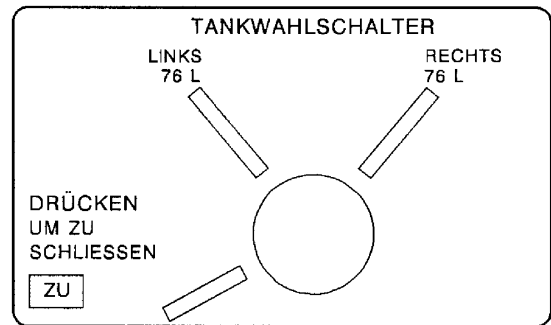 TANKWAHLSCHALTER
LINKS
76 L
RECHTS
76 L
DRÜCKEN
UM ZU
SCHLIESSEN
ZU